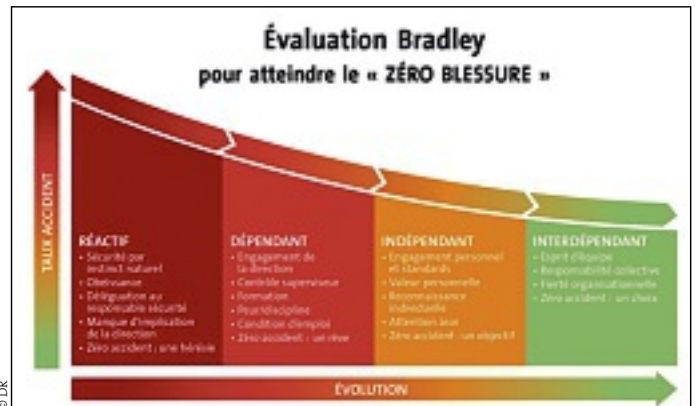 Évaluation Bradley
pour atteindre le « ZÉRO BLESSURE »
TAUX ACCIDENT
RÉACTIF
• Sécurité par
instinct naturel
• Obéissance
• Délégation au
responsable sécurité
• Manque d'implication
de la direction
• Zéro accident : une hérésie
DÉPENDANT
• Engagement de
la direction
• Contrôle superviseur
• Formation
• Peur/discipline
• Condition d'emploi
• Zéro accident : un rêve
INDÉPENDANT
• Engagement personnel
et standards
• Valeur personnelle
• Reconnaissance
individuelle
• Attention
• Zéro accident : un objectif
INTERDÉPENDANT
• Esprit d'équipe
• Responsabilité collective
• Fierté organisationnelle
• Zéro accident : un choix
ÉVOLUTION
© DR